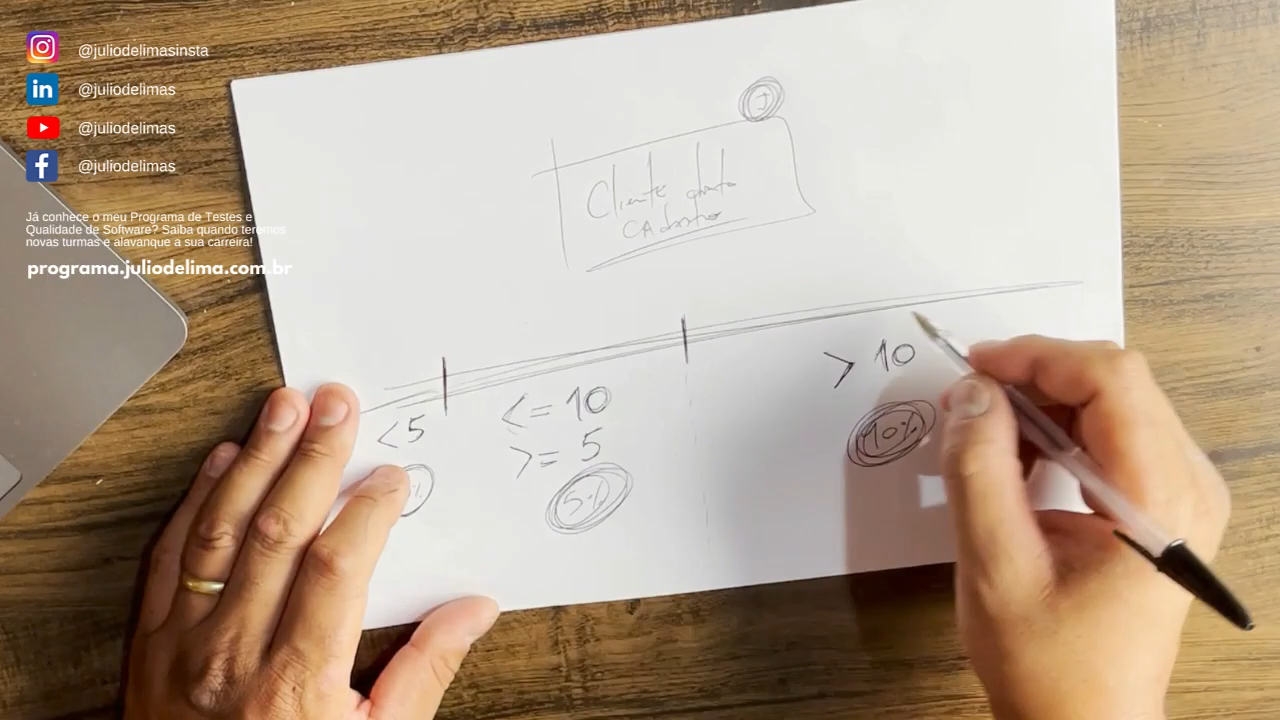 @juliodelimasinsta
@juliodelimas
@juliodelimas
@juliodelimas
Já conhece o meu Programa de Testes e
Qualidade de Software? Saiba quando teremos
novas turmas e alavanque a sua carreira!
programa.juliodelima.com.br
Cliente
CAdastro
<5
<= 10
>= 5
5%
> 10
10%